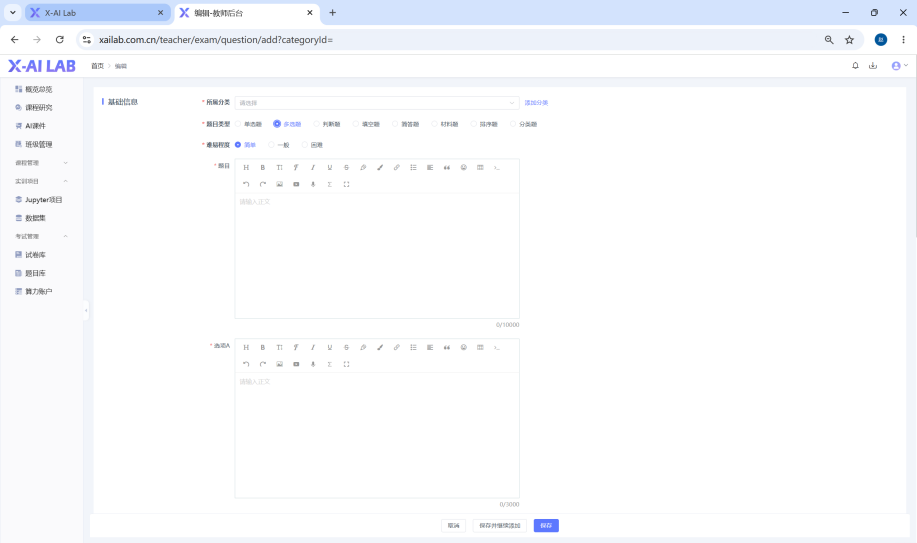 X-AI Lab
编辑-教师后台
xailab.com.cn/teacher/exam/question/add?categoryId=
X-AI LAB
首页 / 编辑
概览总览
课程研究
AI课件
班级管理
课程管理
实训项目
Jupyter项目
数据集
考试管理
试卷库
题目库
算力账户
基础信息
* 所属分类 请选择 添加分类
* 题目类型 单选题 多选题 判断题 填空题 简答题 材料题 排序题 分类题
* 难易程度 简单 一般 困难
* 题目
H B TI F I U S
请输入正文
0/10000
* 选项A
H B TI F I U S
请输入正文
0/3000
取消 保存并继续添加 保存